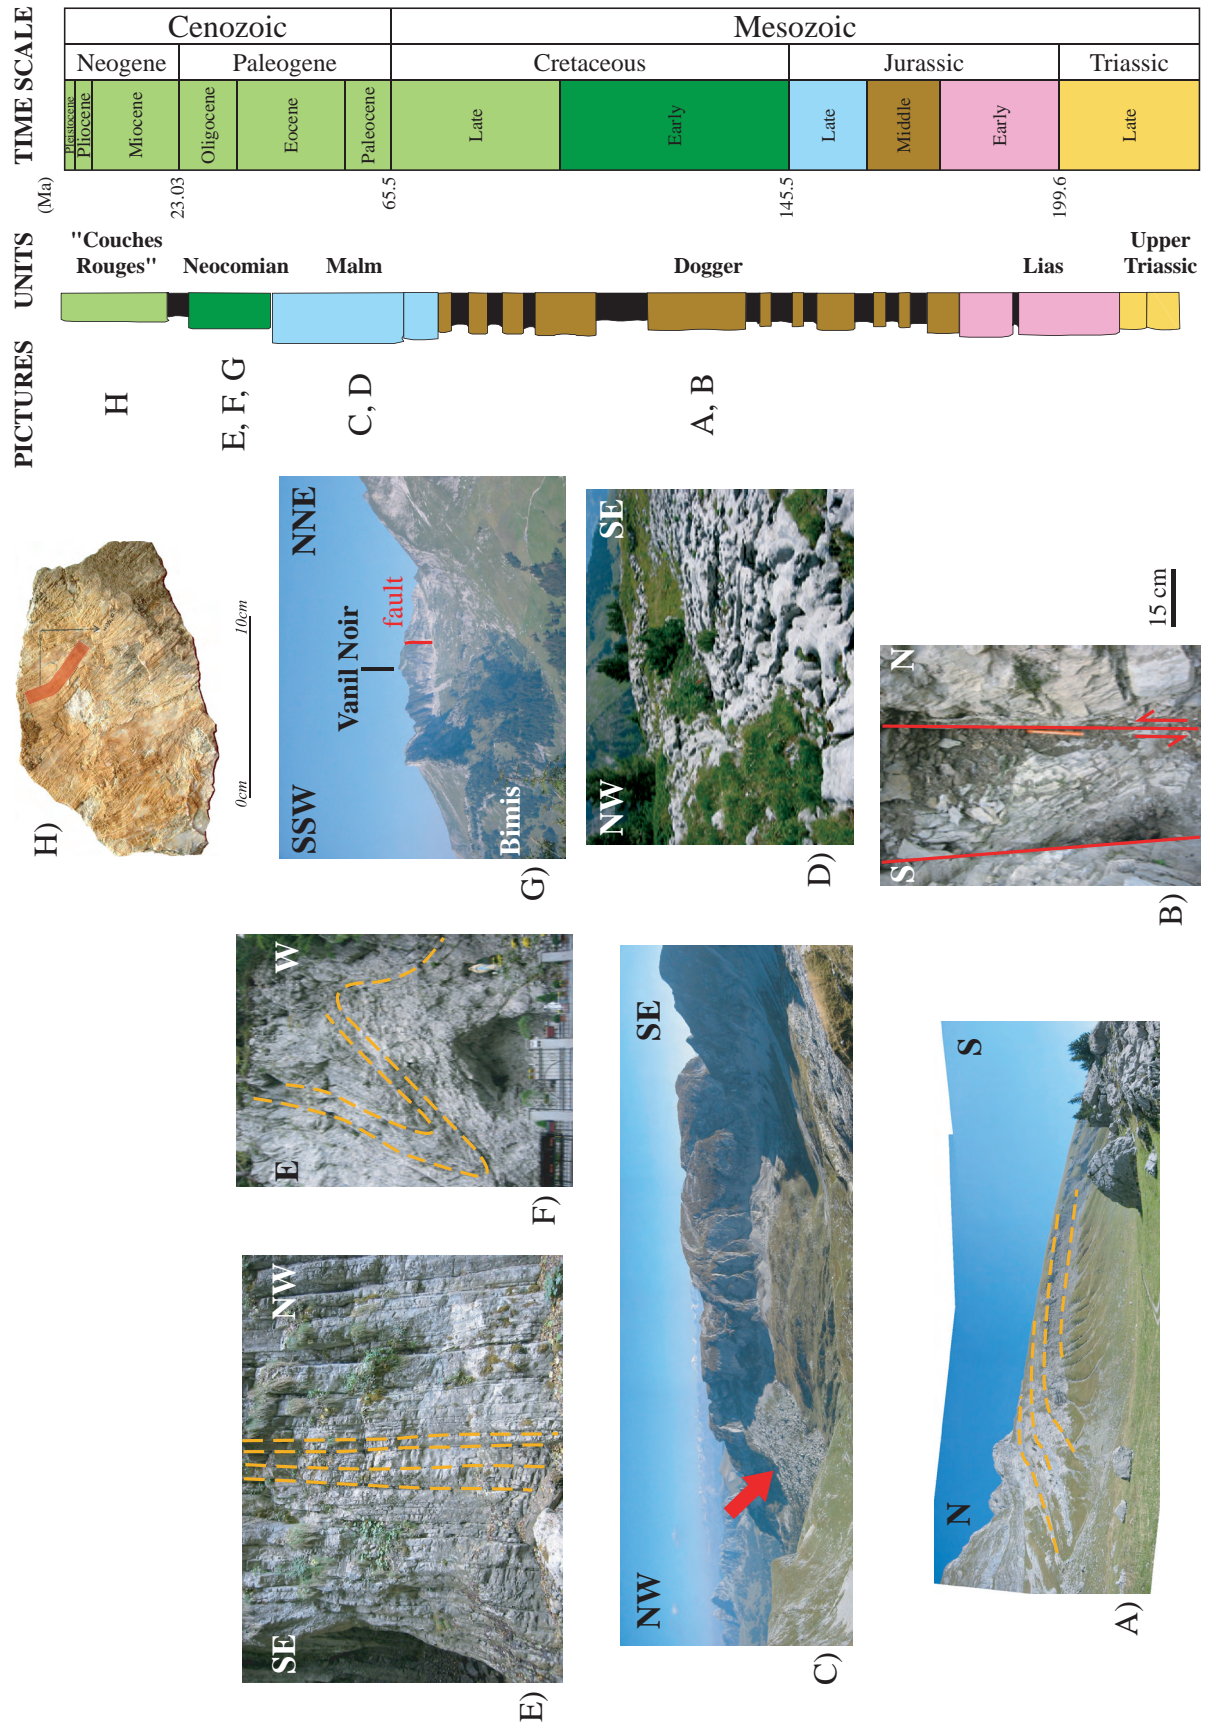 TIME SCALE
(Ma)
Cenozoic
Mesozoic
Neogene
Paleogene
Cretaceous
Jurassic
Triassic
Pleistocene
Pliocene
Miocene
Oligocene
Eocene
Paleocene
Late
Early
Late
Middle
Early
Late
23.03
65.5
145.5
199.6
UNITS
"Couches
Rouges"
Neocomian
Malm
Dogger
Lias
Upper
Triassic
PICTURES
H
E, F, G
C, D
A, B
H)
0cm
10cm
G)
SSW
NNE
Vanil Noir
fault
Bimis
D)
NW
SE
B)
S
N
15 cm
F)
E
W
E)
SE
NW
C)
NW
SE
A)
N
S